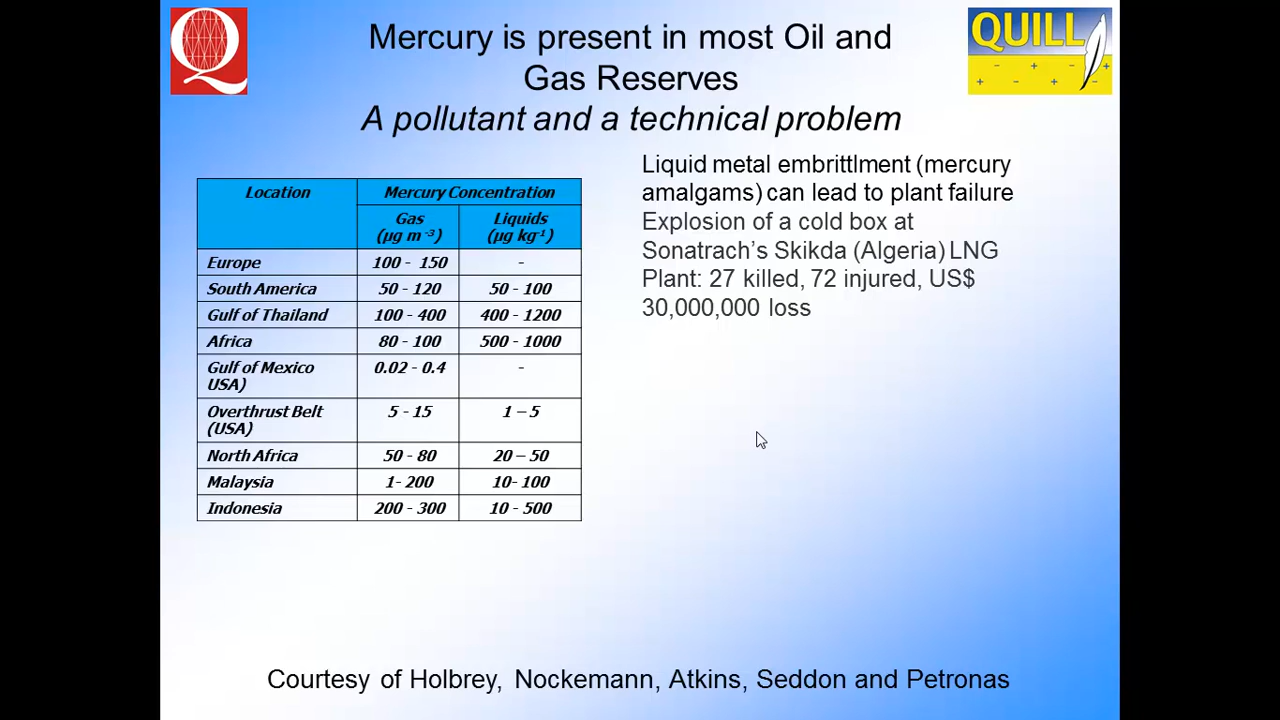 Mercury is present in most Oil and
Gas Reserves
A pollutant and a technical problem
QUILL
Location Mercury Concentration
Gas Liquids
(µg m -3) (µg kg-1)
Europe 100 - 150 -
South America 50 - 120 50 - 100
Gulf of Thailand 100 - 400 400 - 1200
Africa 80 - 100 500 - 1000
Gulf of Mexico 0.02 - 0.4 -
USA)
Overthrust Belt 5 - 15 1 – 5
(USA)
North Africa 50 - 80 20 – 50
Malaysia 1- 200 10- 100
Indonesia 200 - 300 10 - 500
Liquid metal embrittlment (mercury
amalgams) can lead to plant failure
Explosion of a cold box at
Sonatrach’s Skikda (Algeria) LNG
Plant: 27 killed, 72 injured, US$
30,000,000 loss
Courtesy of Holbrey, Nockemann, Atkins, Seddon and Petronas